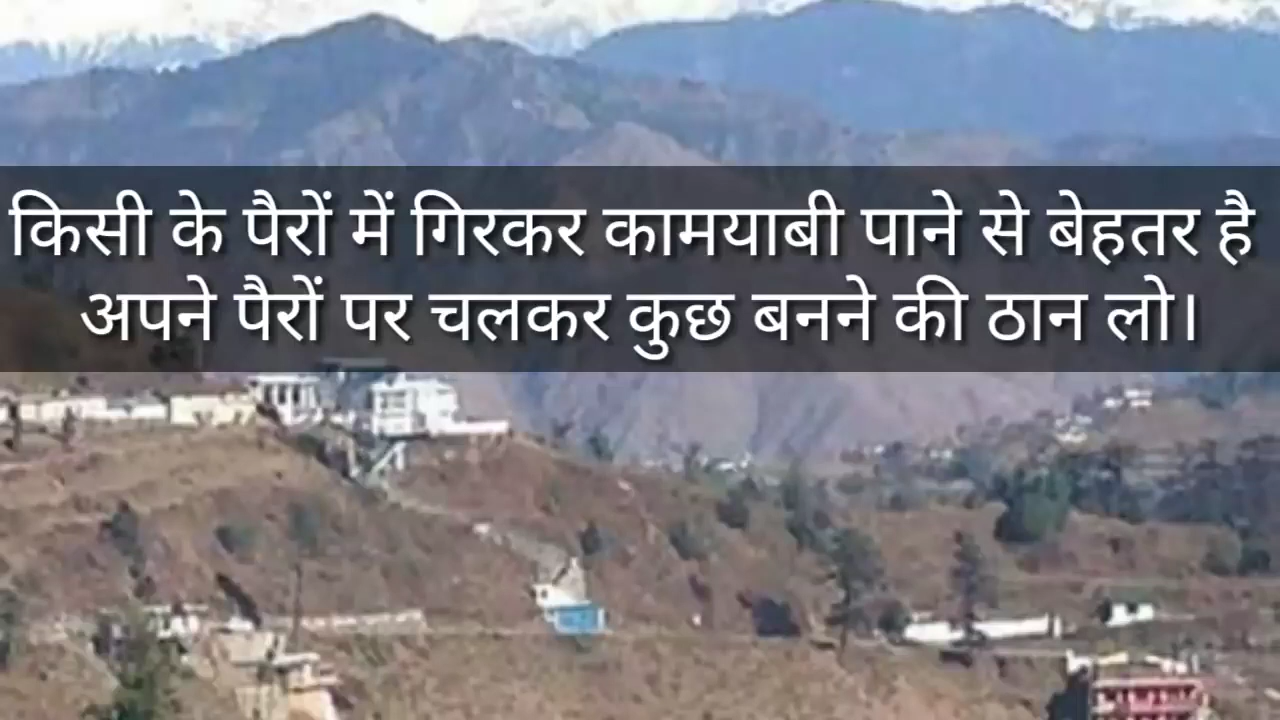 किसी के पैरों में गिरकर कामयाबी पाने से बेहतर है
अपने पैरों पर चलकर कुछ बनने की ठान लो।